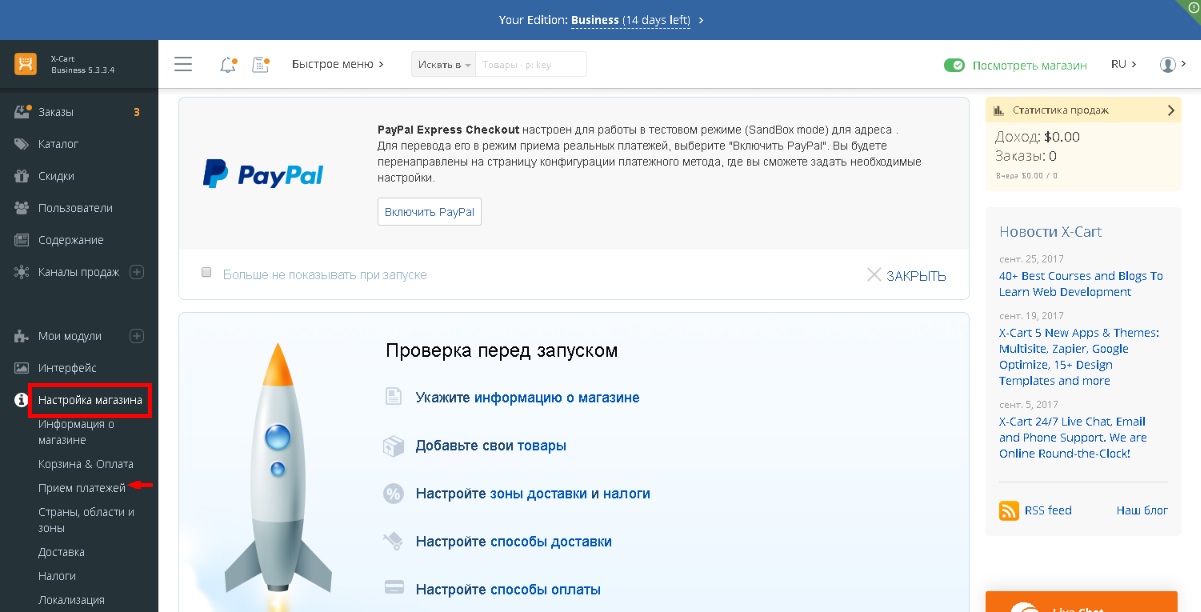 Your Edition: Business (14 days left)
X-Cart
Business 5.3.3.4
Быстрое меню
Искать в
Товары - pr key
Посмотреть магазин
RU
Заказы
3
Каталог
Скидки
Пользователи
Содержание
Каналы продаж
Мои модули
Интерфейс
Настройка магазина
Информация о
магазине
Корзина & Оплата
Прием платежей
Страны, области и
зоны
Доставка
Налоги
Локализация
PayPal
PayPal Express Checkout настроен для работы в тестовом режиме (SandBox mode) для адреса .
Для перевода его в режим приема реальных платежей, выберите "Включить PayPal". Вы будете
перенаправлены на страницу конфигурации платежного метода, где вы сможете задать необходимые
настройки.
Включить PayPal
Больше не показывать при запуске
ЗАКРЫТЬ
Проверка перед запуском
Укажите информацию о магазине
Добавьте свои товары
Настройте зоны доставки и налоги
Настройте способы доставки
Настройте способы оплаты
Статистика продаж
Доход: $0.00
Заказы: 0
Вчера $0.00 / 0
Новости X-Cart
сент. 25, 2017
40+ Best Courses and Blogs To
Learn Web Development
сент. 19, 2017
X-Cart 5 New Apps & Themes:
Multisite, Zapier, Google
Optimize, 15+ Design
Templates and more
сент. 5, 2017
X-Cart 24/7 Live Chat, Email
and Phone Support. We are
Online Round-the-Clock!
RSS feed
Наш блог
Live Chat